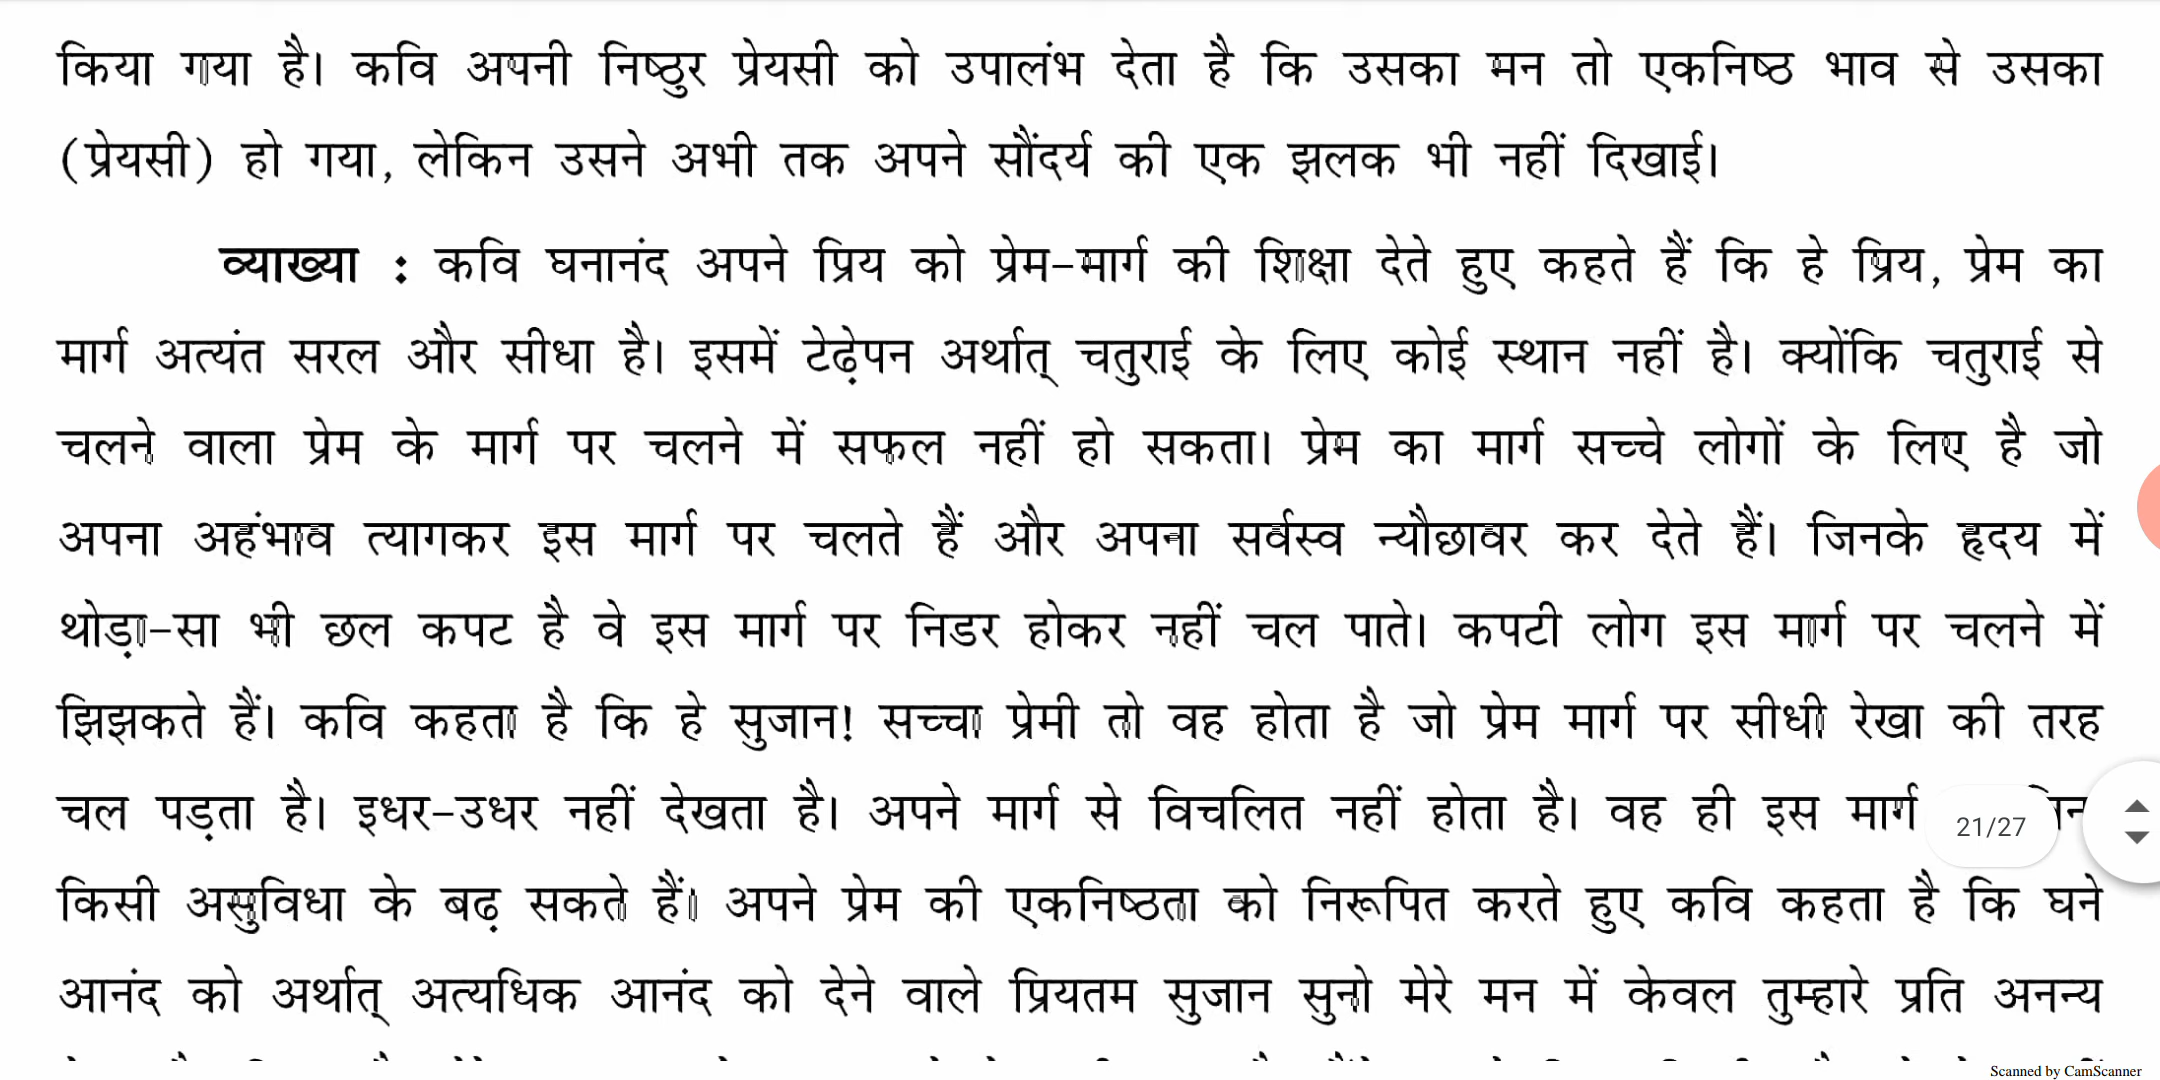 किया गया है। कवि अपनी निष्ठुर प्रेयसी को उपालंभ देता है कि उसका मन तो एकनिष्ठ भाव से उसका
(प्रेयसी) हो गया, लेकिन उसने अभी तक अपने सौंदर्य की एक झलक भी नहीं दिखाई।
व्याख्या : कवि घनानंद अपने प्रिय को प्रेम-मार्ग की शिक्षा देते हुए कहते हैं कि हे प्रिय, प्रेम का
मार्ग अत्यंत सरल और सीधा है। इसमें टेढ़ेपन अर्थात् चतुराई के लिए कोई स्थान नहीं है। क्योंकि चतुराई से
चलने वाला प्रेम के मार्ग पर चलने में सफल नहीं हो सकता। प्रेम का मार्ग सच्चे लोगों के लिए है जो
अपना अहंभाव त्यागकर इस मार्ग पर चलते हैं और अपना सर्वस्व न्यौछावर कर देते हैं। जिनके हृदय में
थोड़ा-सा भी छल कपट है वे इस मार्ग पर निडर होकर नहीं चल पाते। कपटी लोग इस मार्ग पर चलने में
झिझकते हैं। कवि कहता है कि हे सुजान! सच्चा प्रेमी तो वह होता है जो प्रेम मार्ग पर सीधी रेखा की तरह
चल पड़ता है। इधर-उधर नहीं देखता है। अपने मार्ग से विचलित नहीं होता है। वह ही इस मार्ग
21/27
किसी असुविधा के बढ़ सकते हैं। अपने प्रेम की एकनिष्ठता को निरूपित करते हुए कवि कहता है कि घने
आनंद को अर्थात् अत्यधिक आनंद को देने वाले प्रियतम सुजान सुनो मेरे मन में केवल तुम्हारे प्रति अनन्य
Scanned by CamScanner